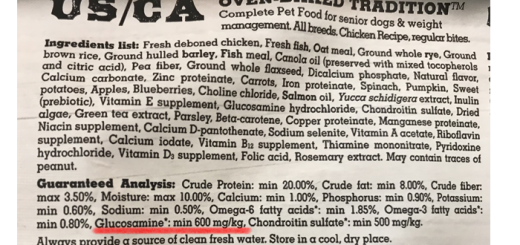 US/CA OVEN-BAKED TRADITION™
Complete Pet Food for senior dogs & weight
management. All breeds. Chicken Recipe, regular bites.
Ingredients list: Fresh deboned chicken, Fresh fish, Oat meal, Ground whole rye, Ground
brown rice, Ground hulled barley, Fish meal, Canola oil (preserved with mixed tocopherols
and citric acid), Pea fiber, Ground whole flaxseed, Dicalcium phosphate, Natural flavor,
Calcium carbonate, Zinc proteinate, Carrots, Iron proteinate, Spinach, Pumpkin, Sweet
potatoes, Apples, Blueberries, Choline chloride, Salmon oil, Yucca schidigera extract, Inulin
(prebiotic), Vitamin E supplement, Glucosamine hydrochloride, Chondroitin sulfate, Dried
algae, Green tea extract, Parsley, Beta-carotene, Copper proteinate, Manganese proteinate,
Niacin supplement, Calcium D-pantothenate, Sodium selenite, Vitamin A acetate, Riboflavin
supplement, Calcium iodate, Vitamin B₁₂ supplement, Thiamine mononitrate, Pyridoxine
hydrochloride, Vitamin D₃ supplement, Folic acid, Rosemary extract. May contain traces of
peanut.
Guaranteed Analysis: Crude Protein: min 20.00%, Crude fat: min 8.00%, Crude fiber:
max 3.50%, Moisture: max 10.00%, Calcium: min 1.00%, Phosphorus: min 0.90%, Potassium:
min 0.60%, Sodium: min 0.50%, Omega-6 fatty acids*: min 1.85%, Omega-3 fatty acids*:
min 0.80%, Glucosamine*: min 600 mg/kg, Chondroitin sulfate*: min 500 mg/kg.
Always provide a source of clean fresh water. Store in a cool, dry place.